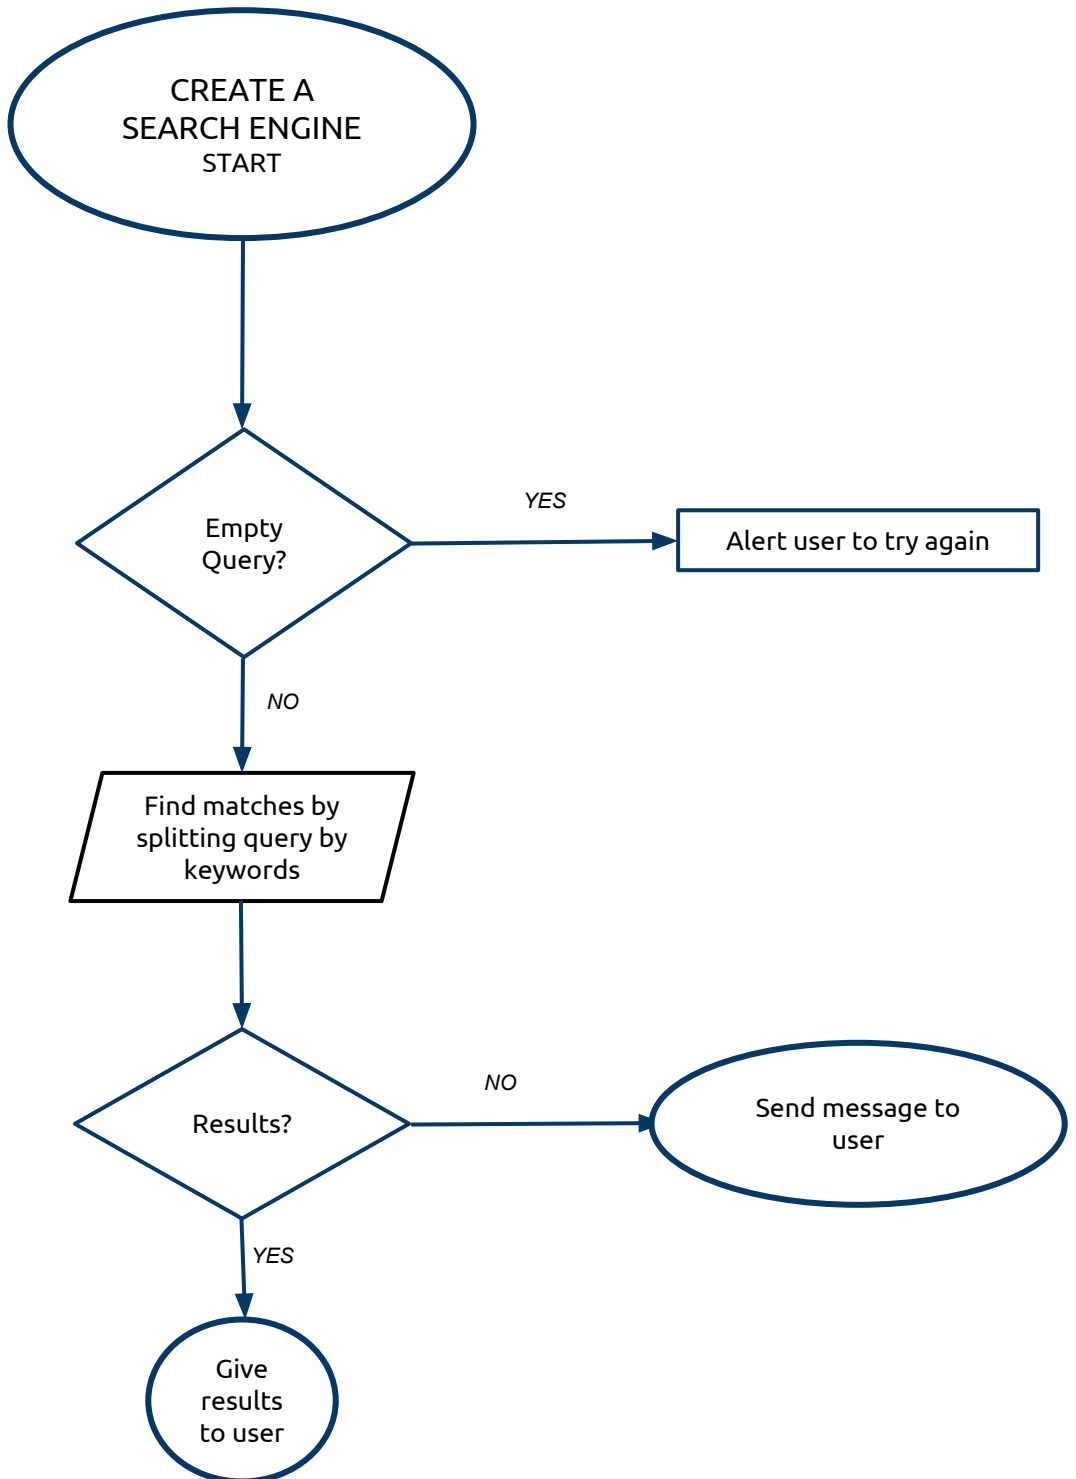 CREATE A
SEARCH ENGINE
START
Empty
Query?
YES
Alert user to try again
NO
Find matches by
splitting query by
keywords
Results?
NO
Send message to
user
YES
Give
results
to user